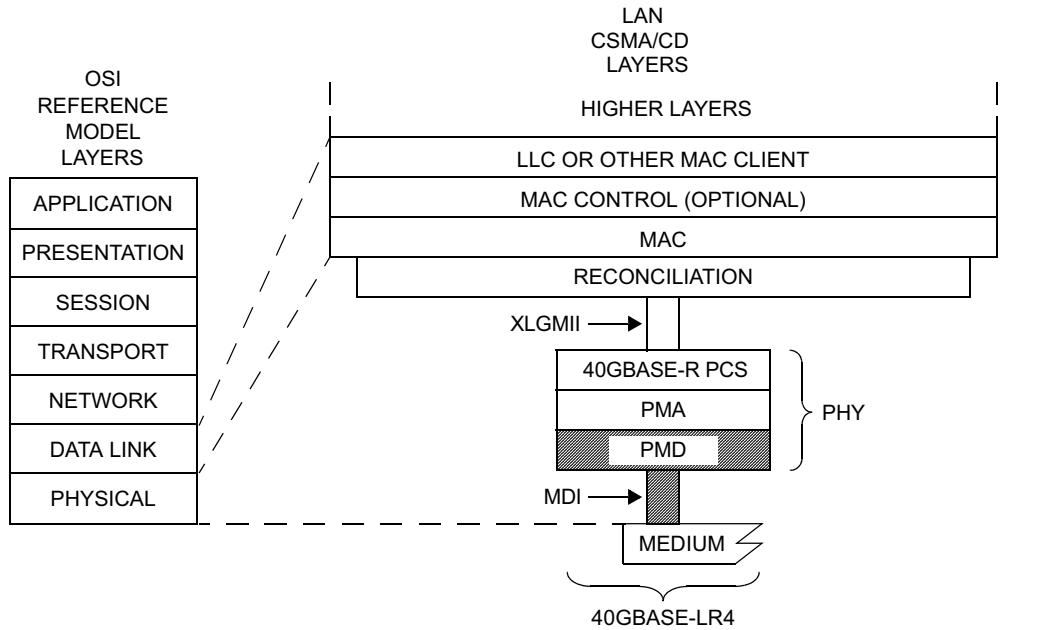 LAN
CSMA/CD
LAYERS
OSI
REFERENCE
MODEL
LAYERS
HIGHER LAYERS
LLC OR OTHER MAC CLIENT
MAC CONTROL (OPTIONAL)
MAC
RECONCILIATION
APPLICATION
PRESENTATION
SESSION
TRANSPORT
NETWORK
DATA LINK
PHYSICAL
XLGMII
40GBASE-R PCS
PMA
PMD
PHY
MDI
MEDIUM
40GBASE-LR4